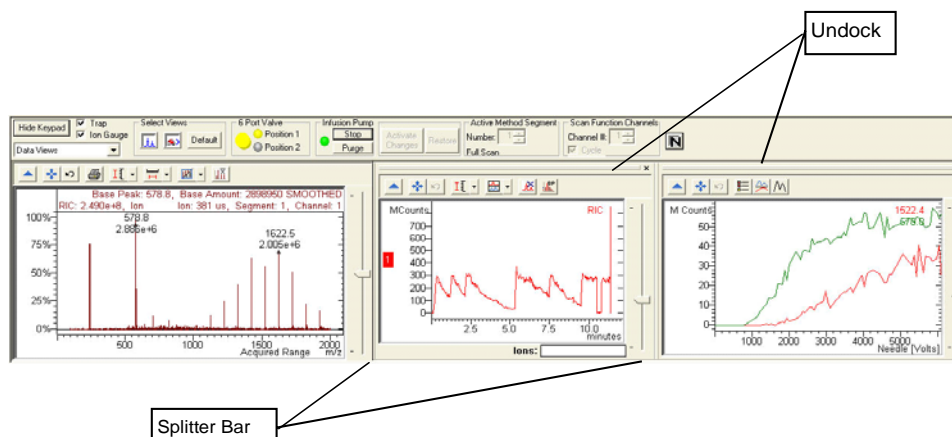 Undock
Hide Keypad
Trap
Ion Gauge
Data Views
Select Views
Default
6 Port Valve
Position 1
Position 2
Infusion Pump
Stop
Purge
Activate Changes
Restore
Active Method Segment
Number: 1
Full Scan
Scan Function Channels
Channel #: 1
Cycle
N
Base Peak: 578.8, Base Amount: 2898950 SMOOTHED
RIC: 2.490e+8, Ion Ion: 381 us, Segment: 1, Channel: 1
100%
75%
50%
25%
0%
578.8
1622.5
2.005e+6
500 1000 1500 2000
Acquired Range m/z
MCounts
RIC
700
600
500
400
300
200
100
0
1
2.5 5.0 7.5 10.0
minutes
Ions:
M Counts
1522.4
50
40
30
20
10
0
1000 2000 3000 4000 5000
Needle [Volts]
Splitter Bar